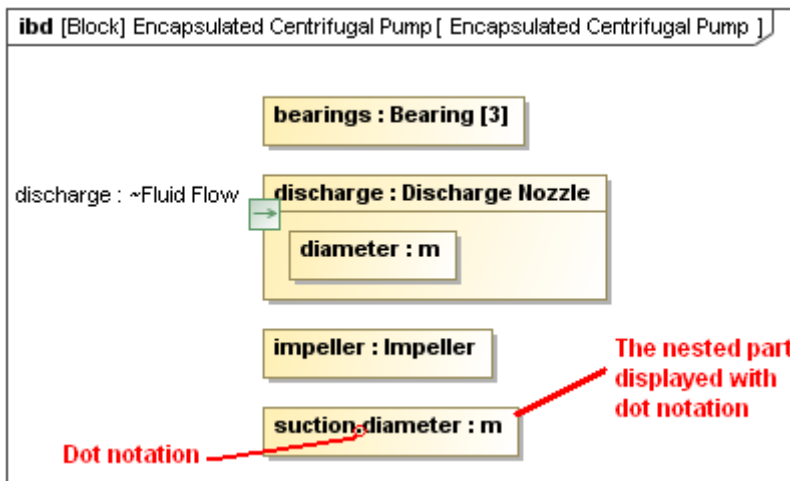 ibd [Block] Encapsulated Centrifugal Pump[ Encapsulated Centrifugal Pump ]
bearings : Bearing [3]
discharge : ~Fluid Flow
discharge : Discharge Nozzle
diameter : m
impeller : Impeller
The nested part
displayed with
dot notation
suction.diameter : m
Dot notation